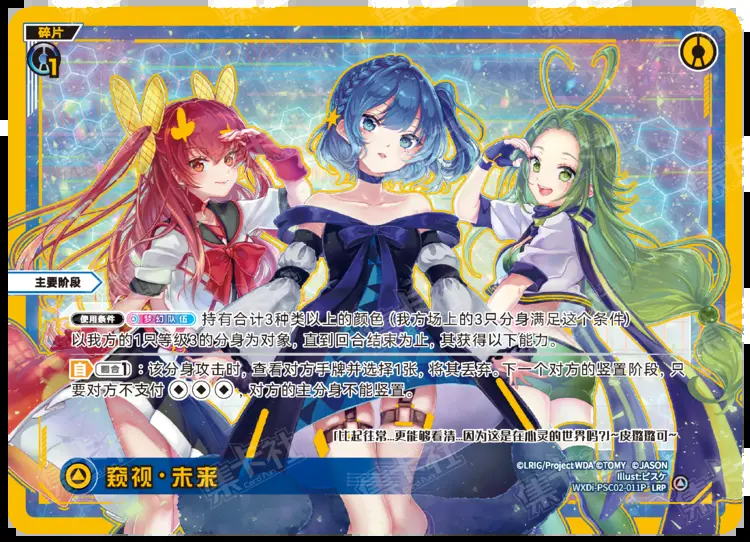 碎片
1
主要阶段
使用条件 梦幻队伍 持有合计3种类以上的颜色（我方场上的3只分身满足这个条件）
以我方的1只等级3的分身为对象，直到回合结束为止，其获得以下能力。
自 回合1：该分身攻击时，查看对方手牌并选择1张，将其丢弃。下一个对方的竖置阶段，只
要对方不支付，对方的主分身不能竖置。
「比起往常...更能够看清...因为这是在心灵的世界吗?」~皮璐璐可~
窥视·未来
©LRIG/Project WDA ©TOMY ©JASON
Illust:ビスケ
WXDi-PSC02-011P LRP
集卡社